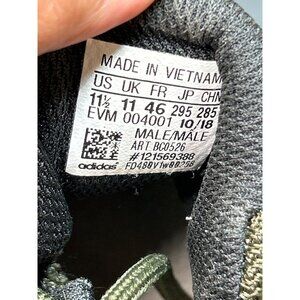 MADE IN VIETNAM
US UK FR JP CHN
11½ 11 46 295 285
EVM 004001 10/18
MALE/MÂLE
ART BC0526
#121569388
adidas